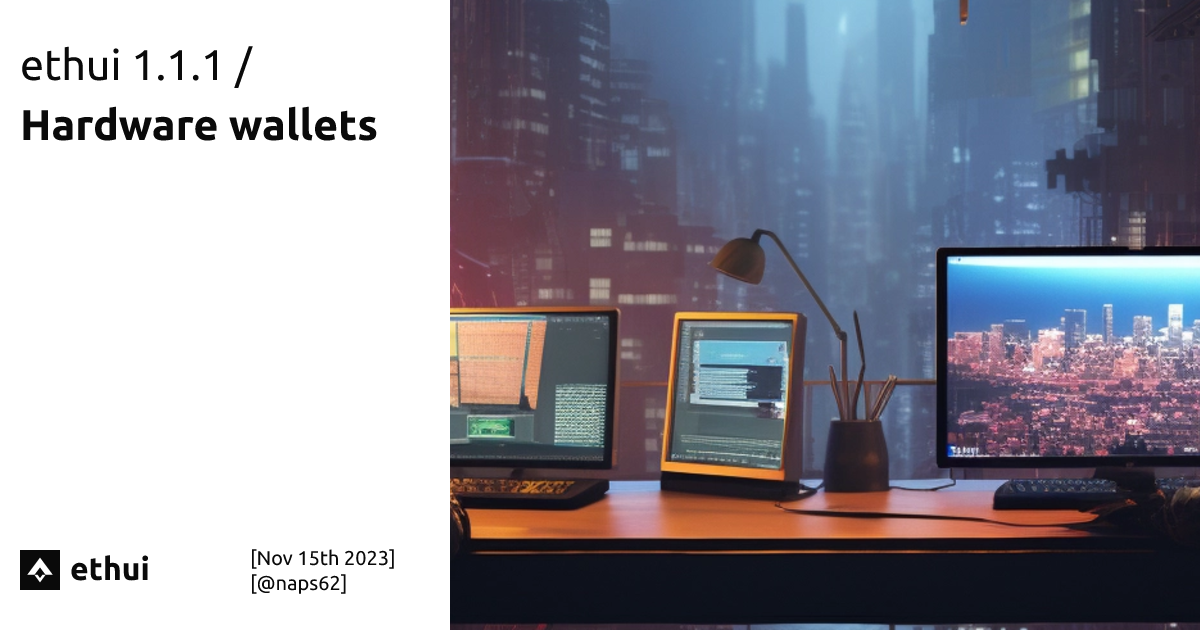 ethui 1.1.1 /
Hardware wallets
ethui
[Nov 15th 2023]
[@naps62]